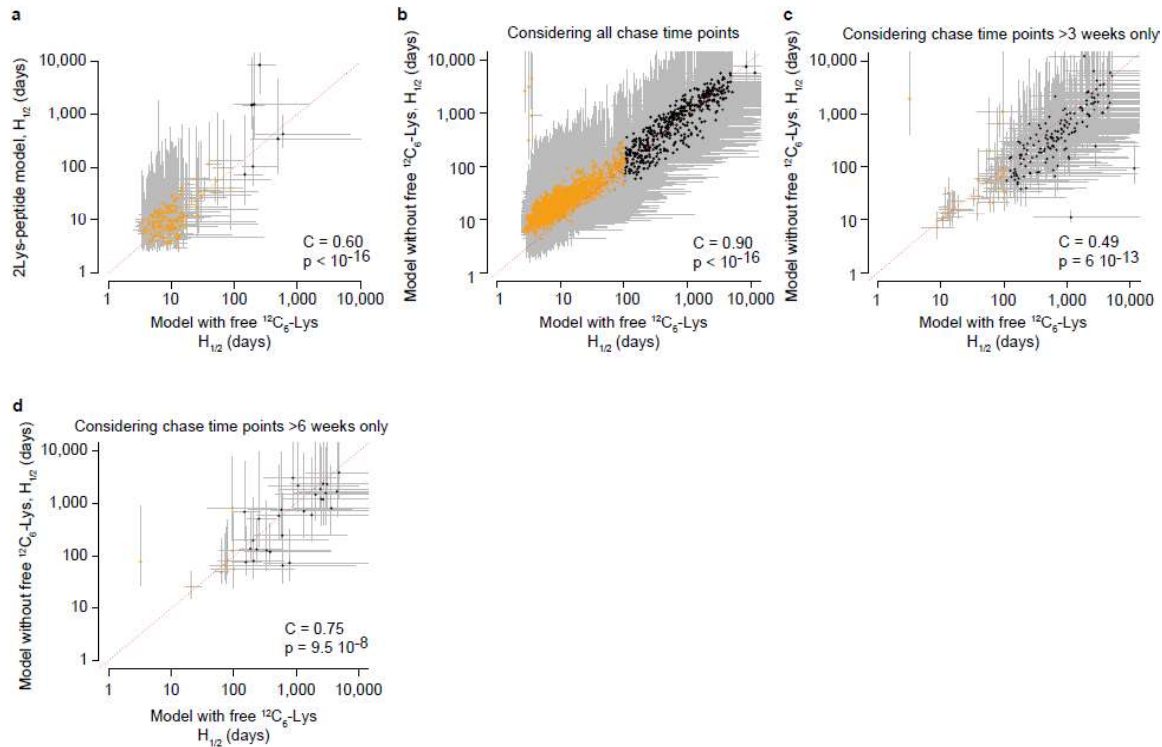 a
2Lys-peptide model, H1/2 (days)
10,000
1,000
100
10
1
C = 0.60
p < 10-16
1 10 100 1,000 10,000
Model with free 12C6-Lys
H1/2 (days)
b
Considering all chase time points
Model without free 12C6-Lys, H1/2 (days)
10,000
1,000
100
10
1
C = 0.90
p < 10-16
1 10 100 1,000 10,000
Model with free 12C6-Lys
H1/2 (days)
c
Considering chase time points >3 weeks only
Model without free 12C6-Lys, H1/2 (days)
10,000
1,000
100
10
1
C = 0.49
p = 6 10-13
1 10 100 1,000 10,000
Model with free 12C6-Lys
H1/2 (days)
d
Considering chase time points >6 weeks only
Model without free 12C6-Lys, H1/2 (days)
10,000
1,000
100
10
1
C = 0.75
p = 9.5 10-8
1 10 100 1,000 10,000
Model with free 12C6-Lys
H1/2 (days)